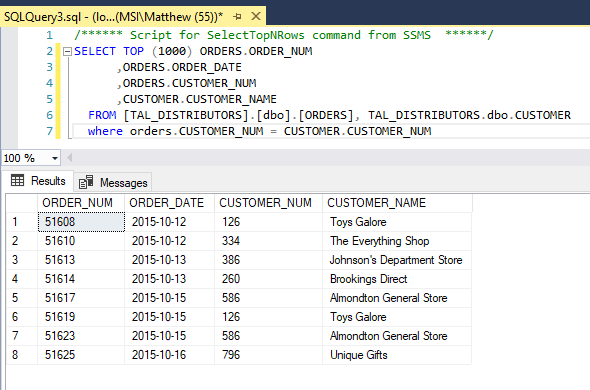 SQLQuery3.sql - (lo...(MSI\Matthew (55))*
1 /****** Script for SelectTopNRows command from SSMS ******/
2 SELECT TOP (1000) ORDERS.ORDER_NUM
3 ,ORDERS.ORDER_DATE
4 ,ORDERS.CUSTOMER_NUM
5 ,CUSTOMER.CUSTOMER_NAME
6 FROM [TAL_DISTRIBUTORS].[dbo].[ORDERS], TAL_DISTRIBUTORS.dbo.CUSTOMER
7 where orders.CUSTOMER_NUM = CUSTOMER.CUSTOMER_NUM
100 %
Results Messages
ORDER_NUM ORDER_DATE CUSTOMER_NUM CUSTOMER_NAME
1 51608 2015-10-12 126 Toys Galore
2 51610 2015-10-12 334 The Everything Shop
3 51613 2015-10-13 386 Johnson's Department Store
4 51614 2015-10-13 260 Brookings Direct
5 51617 2015-10-15 586 Almondton General Store
6 51619 2015-10-15 126 Toys Galore
7 51623 2015-10-15 586 Almondton General Store
8 51625 2015-10-16 796 Unique Gifts